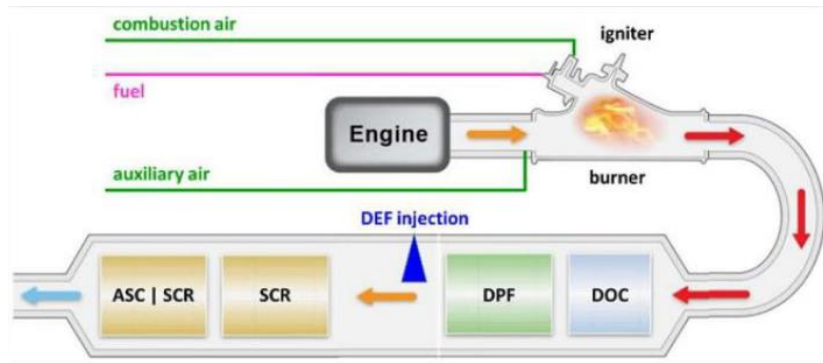 combustion air
igniter
fuel
Engine
auxiliary air
burner
DEF injection
ASC | SCR
SCR
DPF
DOC